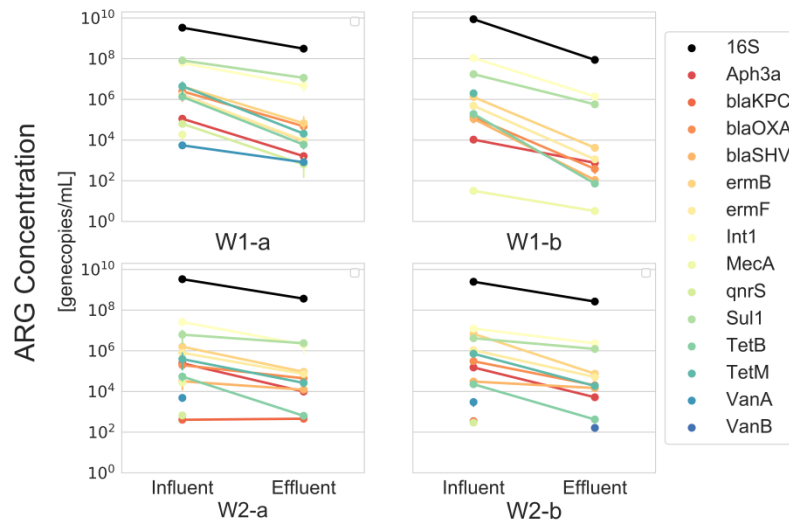 10^10
10^8
10^6
10^4
10^2
10^0
W1-a
W1-b
ARG Concentration
[genecopies/mL]
10^10
10^8
10^6
10^4
10^2
10^0
Influent
Effluent
Influent
Effluent
W2-a
W2-b
16S
Aph3a
blaKPC
blaOXA
blaSHV
ermB
ermF
Int1
MecA
qnrS
Sul1
TetB
TetM
VanA
VanB